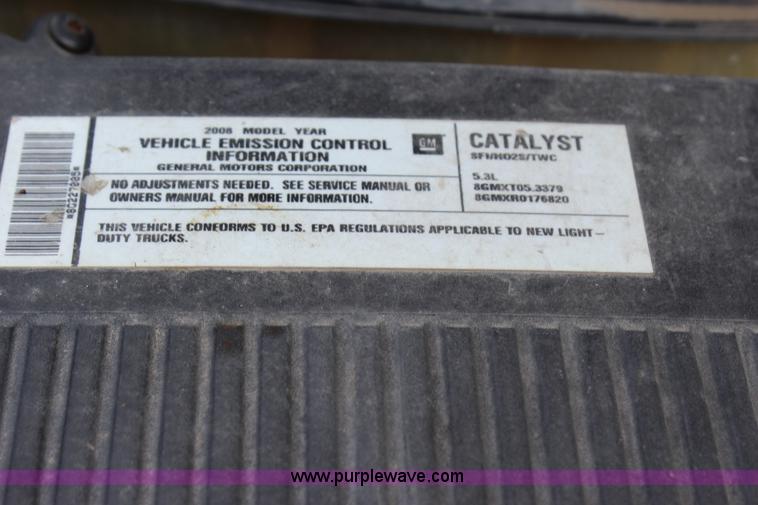 *8G227005*
2008 MODEL YEAR
VEHICLE EMISSION CONTROL
INFORMATION
GENERAL MOTORS CORPORATION
GM
NO ADJUSTMENTS NEEDED. SEE SERVICE MANUAL OR
OWNERS MANUAL FOR MORE INFORMATION.
CATALYST
SFI/HO2S/TWC
5.3L
8GMXT05.3379
8GMXR0176820
THIS VEHICLE CONFORMS TO U.S. EPA REGULATIONS APPLICABLE TO NEW LIGHT-
DUTY TRUCKS.
www.purplewave.com